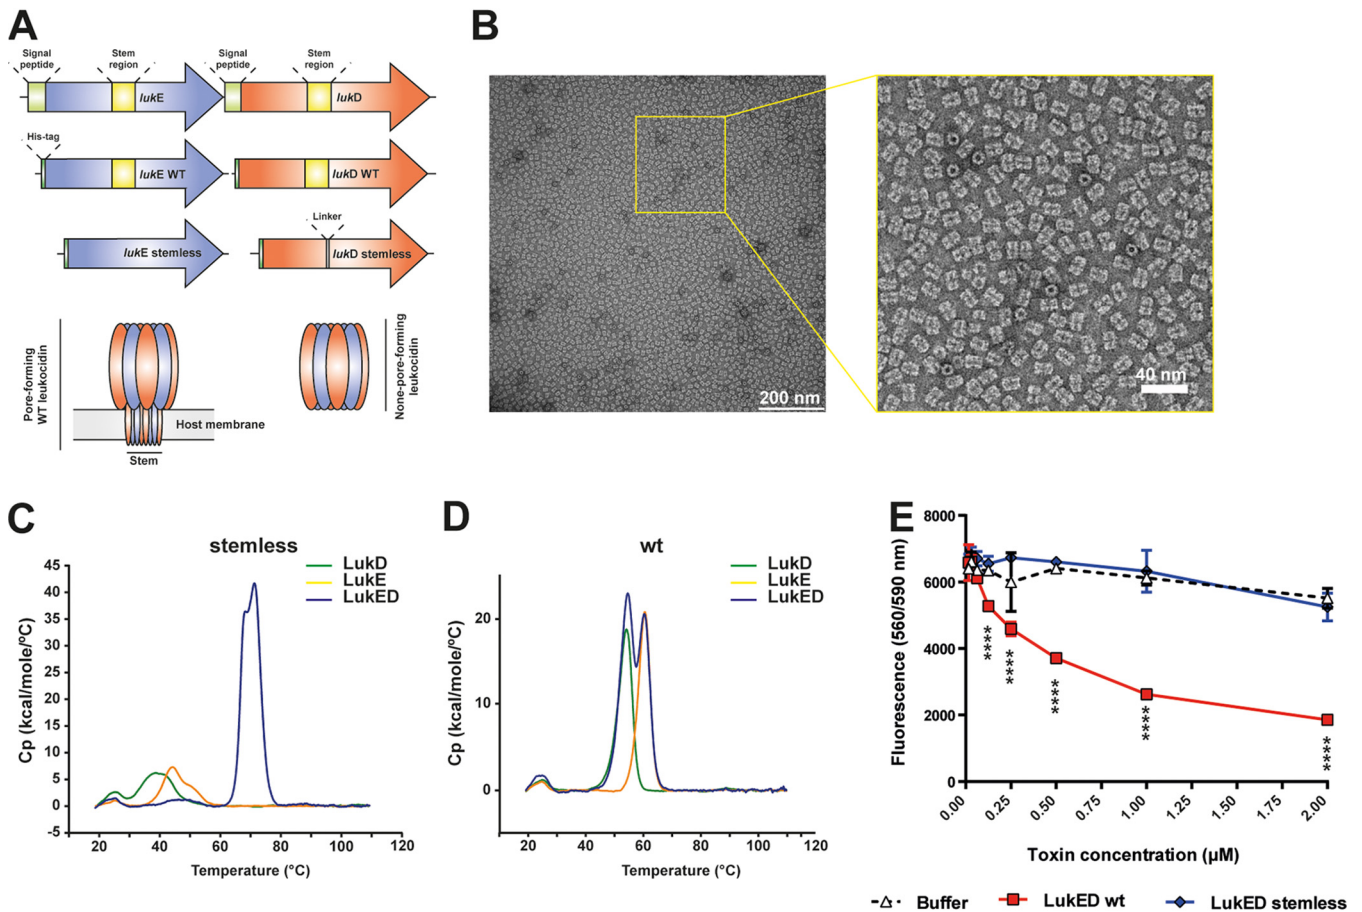 A
Signal
peptide
Stem
region
Signal
peptide
Stem
region
lukE
lukD
His-tag
lukE WT
lukD WT
Linker
lukE stemless
lukD stemless
Pore-forming
WT leukocidin
Host membrane
Stem
None-pore-forming
leukocidin
B
200 nm
40 nm
C
stemless
LukD
LukE
LukED
Cp (kcal/mole/ºC)
45
40
35
30
25
20
15
10
5
0
-5
20
40
60
80
100
120
Temperature (°C)
D
wt
LukD
LukE
LukED
Cp (kcal/mole/ºC)
20
10
0
20
40
60
80
100
120
Temperature (°C)
E
Fluorescence (560/590 nm)
8000
6000
4000
2000
0
****
****
****
****
****
0.00
0.25
0.50
0.75
1.00
1.25
1.50
1.75
2.00
Toxin concentration (µM)
Buffer
LukED wt
LukED stemless